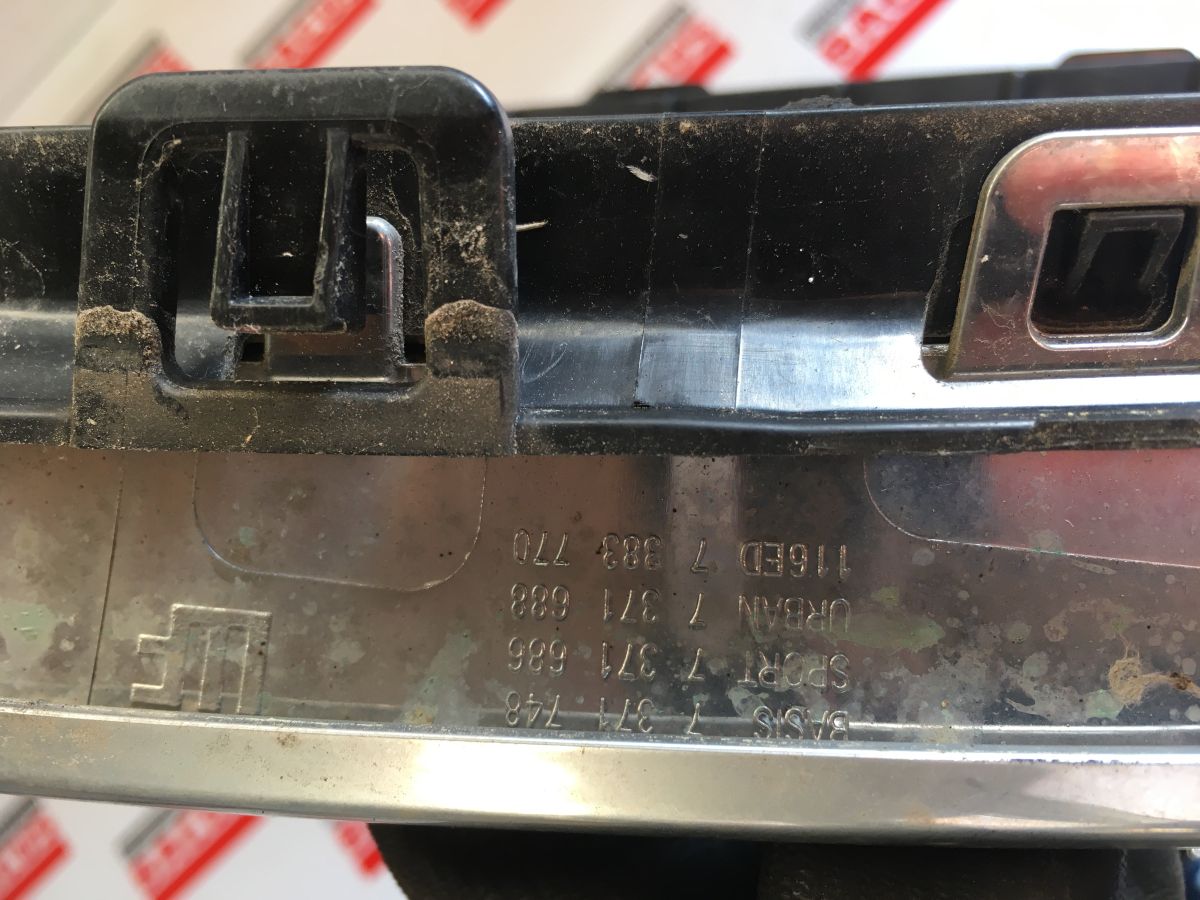 BASIS 7 371 748
SPORT 7 371 686
URBAN 7 371 688
116ED 7 383 770